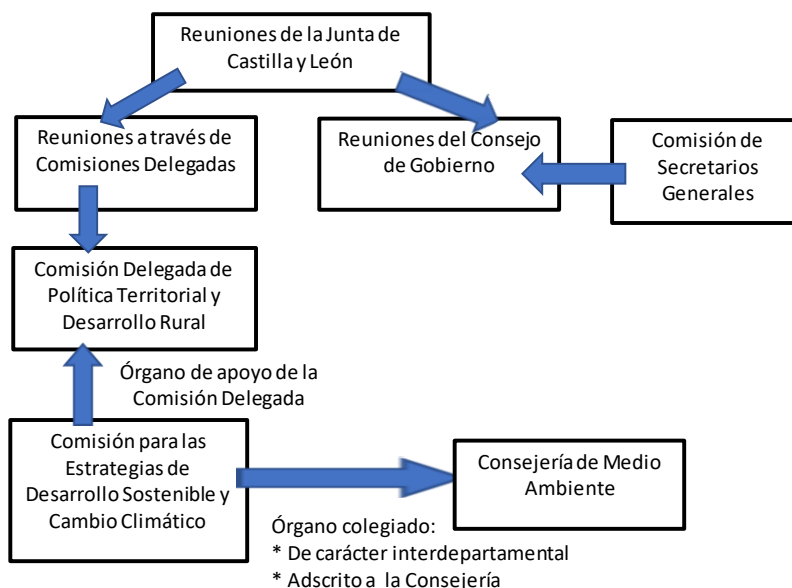 Reuniones de la Junta de
Castilla y León
Reuniones a través de
Comisiones Delegadas
Reuniones del Consejo
de Gobierno
Comisión de
Secretarios
Generales
Comisión Delegada de
Política Territorial y
Desarrollo Rural
Órgano de apoyo de la
Comisión Delegada
Comisión para las
Estrategias de
Desarrollo Sostenible y
Cambio Climático
Consejería de Medio
Ambiente
Órgano colegiado:
* De carácter interdepartamental
* Adscrito a la Consejería